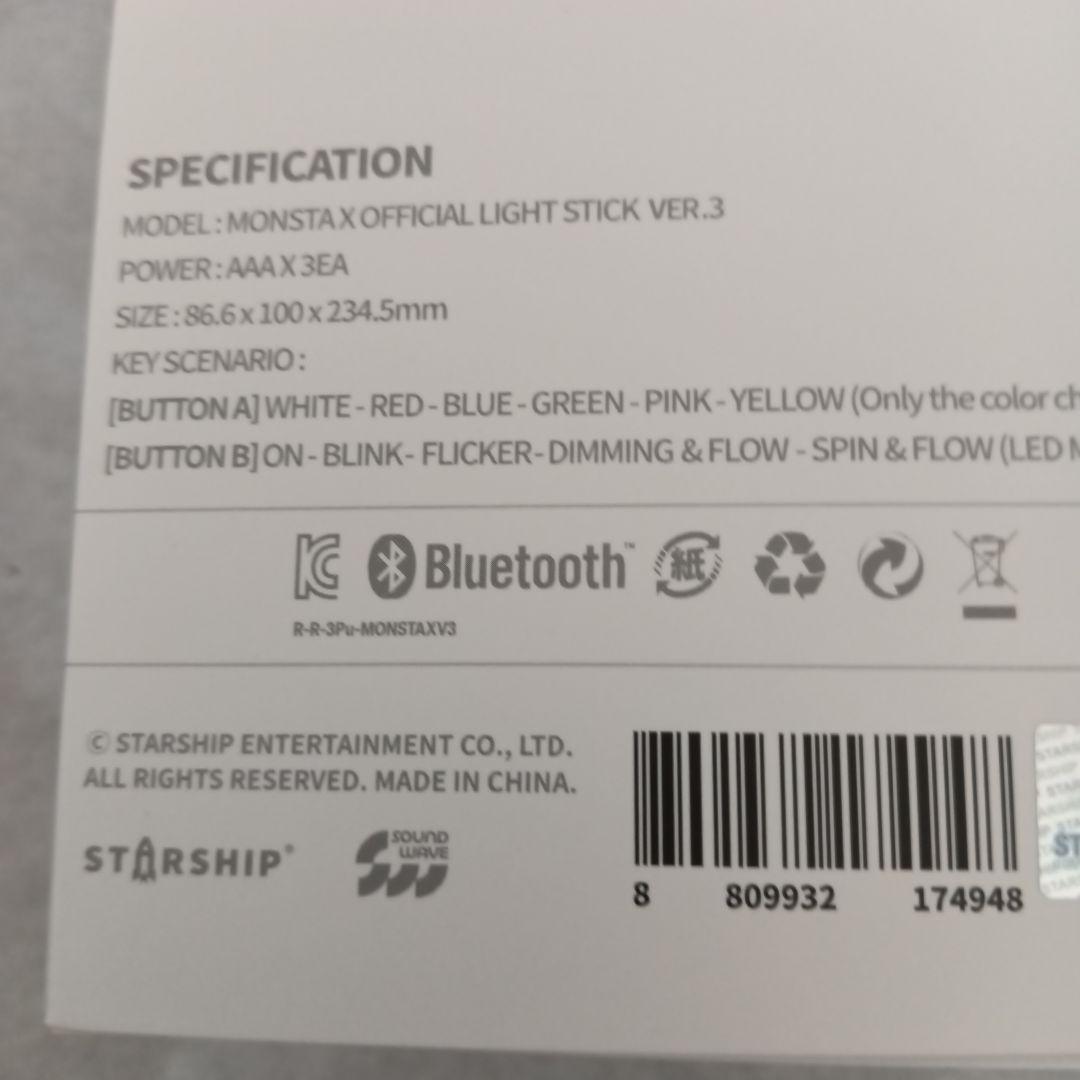 SPECIFICATION
MODEL : MONSTA X OFFICIAL LIGHT STICK VER.3
POWER : AAA X 3EA
SIZE : 86.6 x 100 x 234.5mm
KEY SCENARIO :
[BUTTON A] WHITE - RED - BLUE - GREEN - PINK - YELLOW (Only the color
[BUTTON B] ON - BLINK - FLICKER - DIMMING & FLOW - SPIN & FLOW (LED
Bluetooth™
紙
R-R-3Pu-MONSTAXV3
© STARSHIP ENTERTAINMENT CO., LTD.
ALL RIGHTS RESERVED. MADE IN CHINA.
STARSHIP®
SOUND
WAVE
8 809932 174948